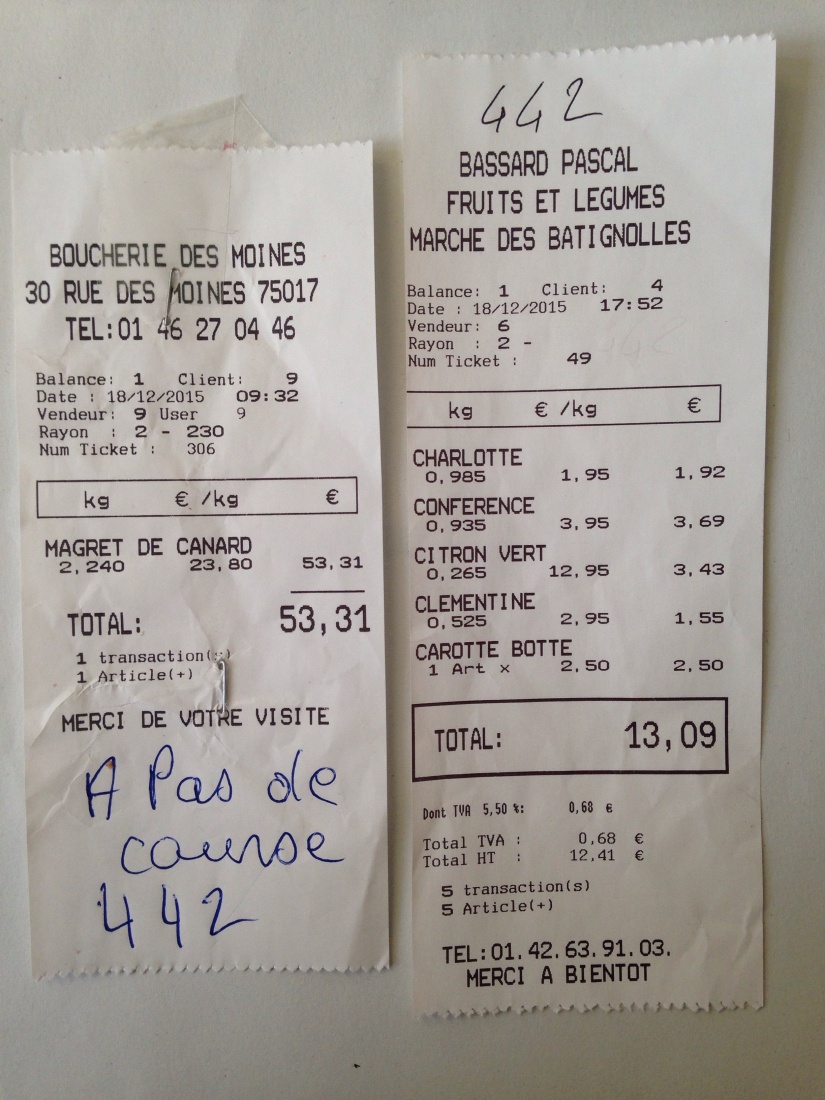 BOUCHERIE DES MOINES
30 RUE DES MOINES 75017
TEL:01 46 27 04 46
Balance: 1 Client: 9
Date : 18/12/2015 09:32
Vendeur: 9 User 9
Rayon : 2 - 230
Num Ticket : 306
kg € /kg €
MAGRET DE CANARD
2,240 23,80 53,31
TOTAL: 53,31
1 transaction(s)
1 Article(+)
MERCI DE VOTRE VISITE
A Pas de
course
442
442
BASSARD PASCAL
FRUITS ET LEGUMES
MARCHE DES BATIGNOLLES
Balance: 1 Client: 4
Date : 18/12/2015 17:52
Vendeur: 6
Rayon : 2 -
Num Ticket : 49
kg € /kg €
CHARLOTTE
0,985 1,95 1,92
CONFERENCE
0,935 3,95 3,69
CITRON VERT
0,265 12,95 3,43
CLEMENTINE
0,525 2,95 1,55
CAROTTE BOTTE
1 Art x 2,50 2,50
TOTAL: 13,09
Dont TVA 5,50 %: 0,68 €
Total TVA : 0,68 €
Total HT : 12,41 €
5 transaction(s)
5 Article(+)
TEL:01.42.63.91.03.
MERCI A BIENTOT